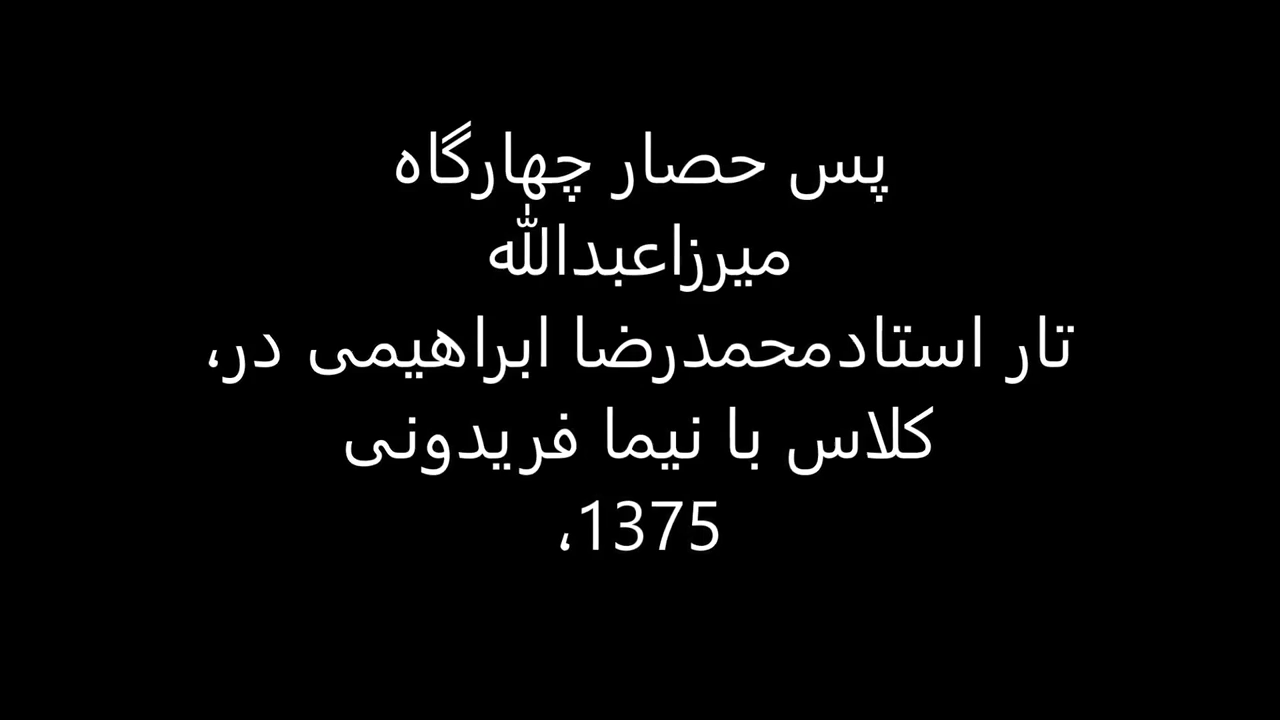 پس حصار چهارگاه
میرزاعبدالله
تار استادمحمدرضا ابراهیمی در،
کلاس با نیما فریدونی
1375،